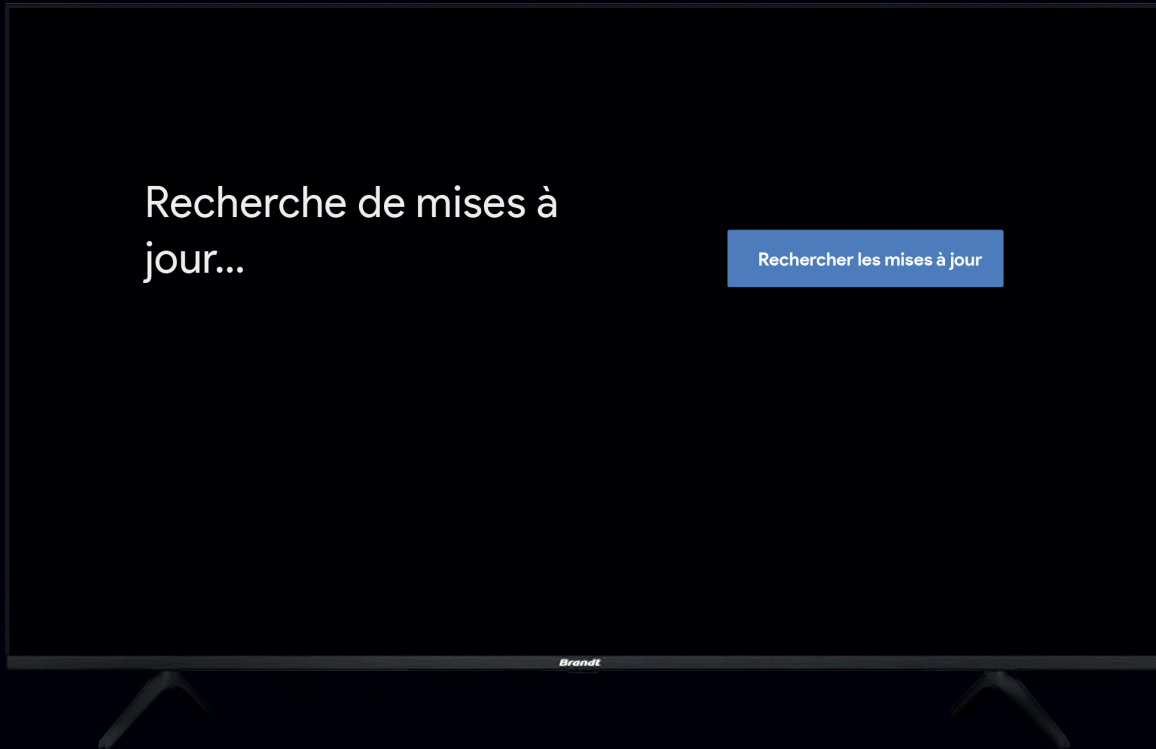 Recherche de mises à
jour...
Rechercher les mises à jour
Brandt